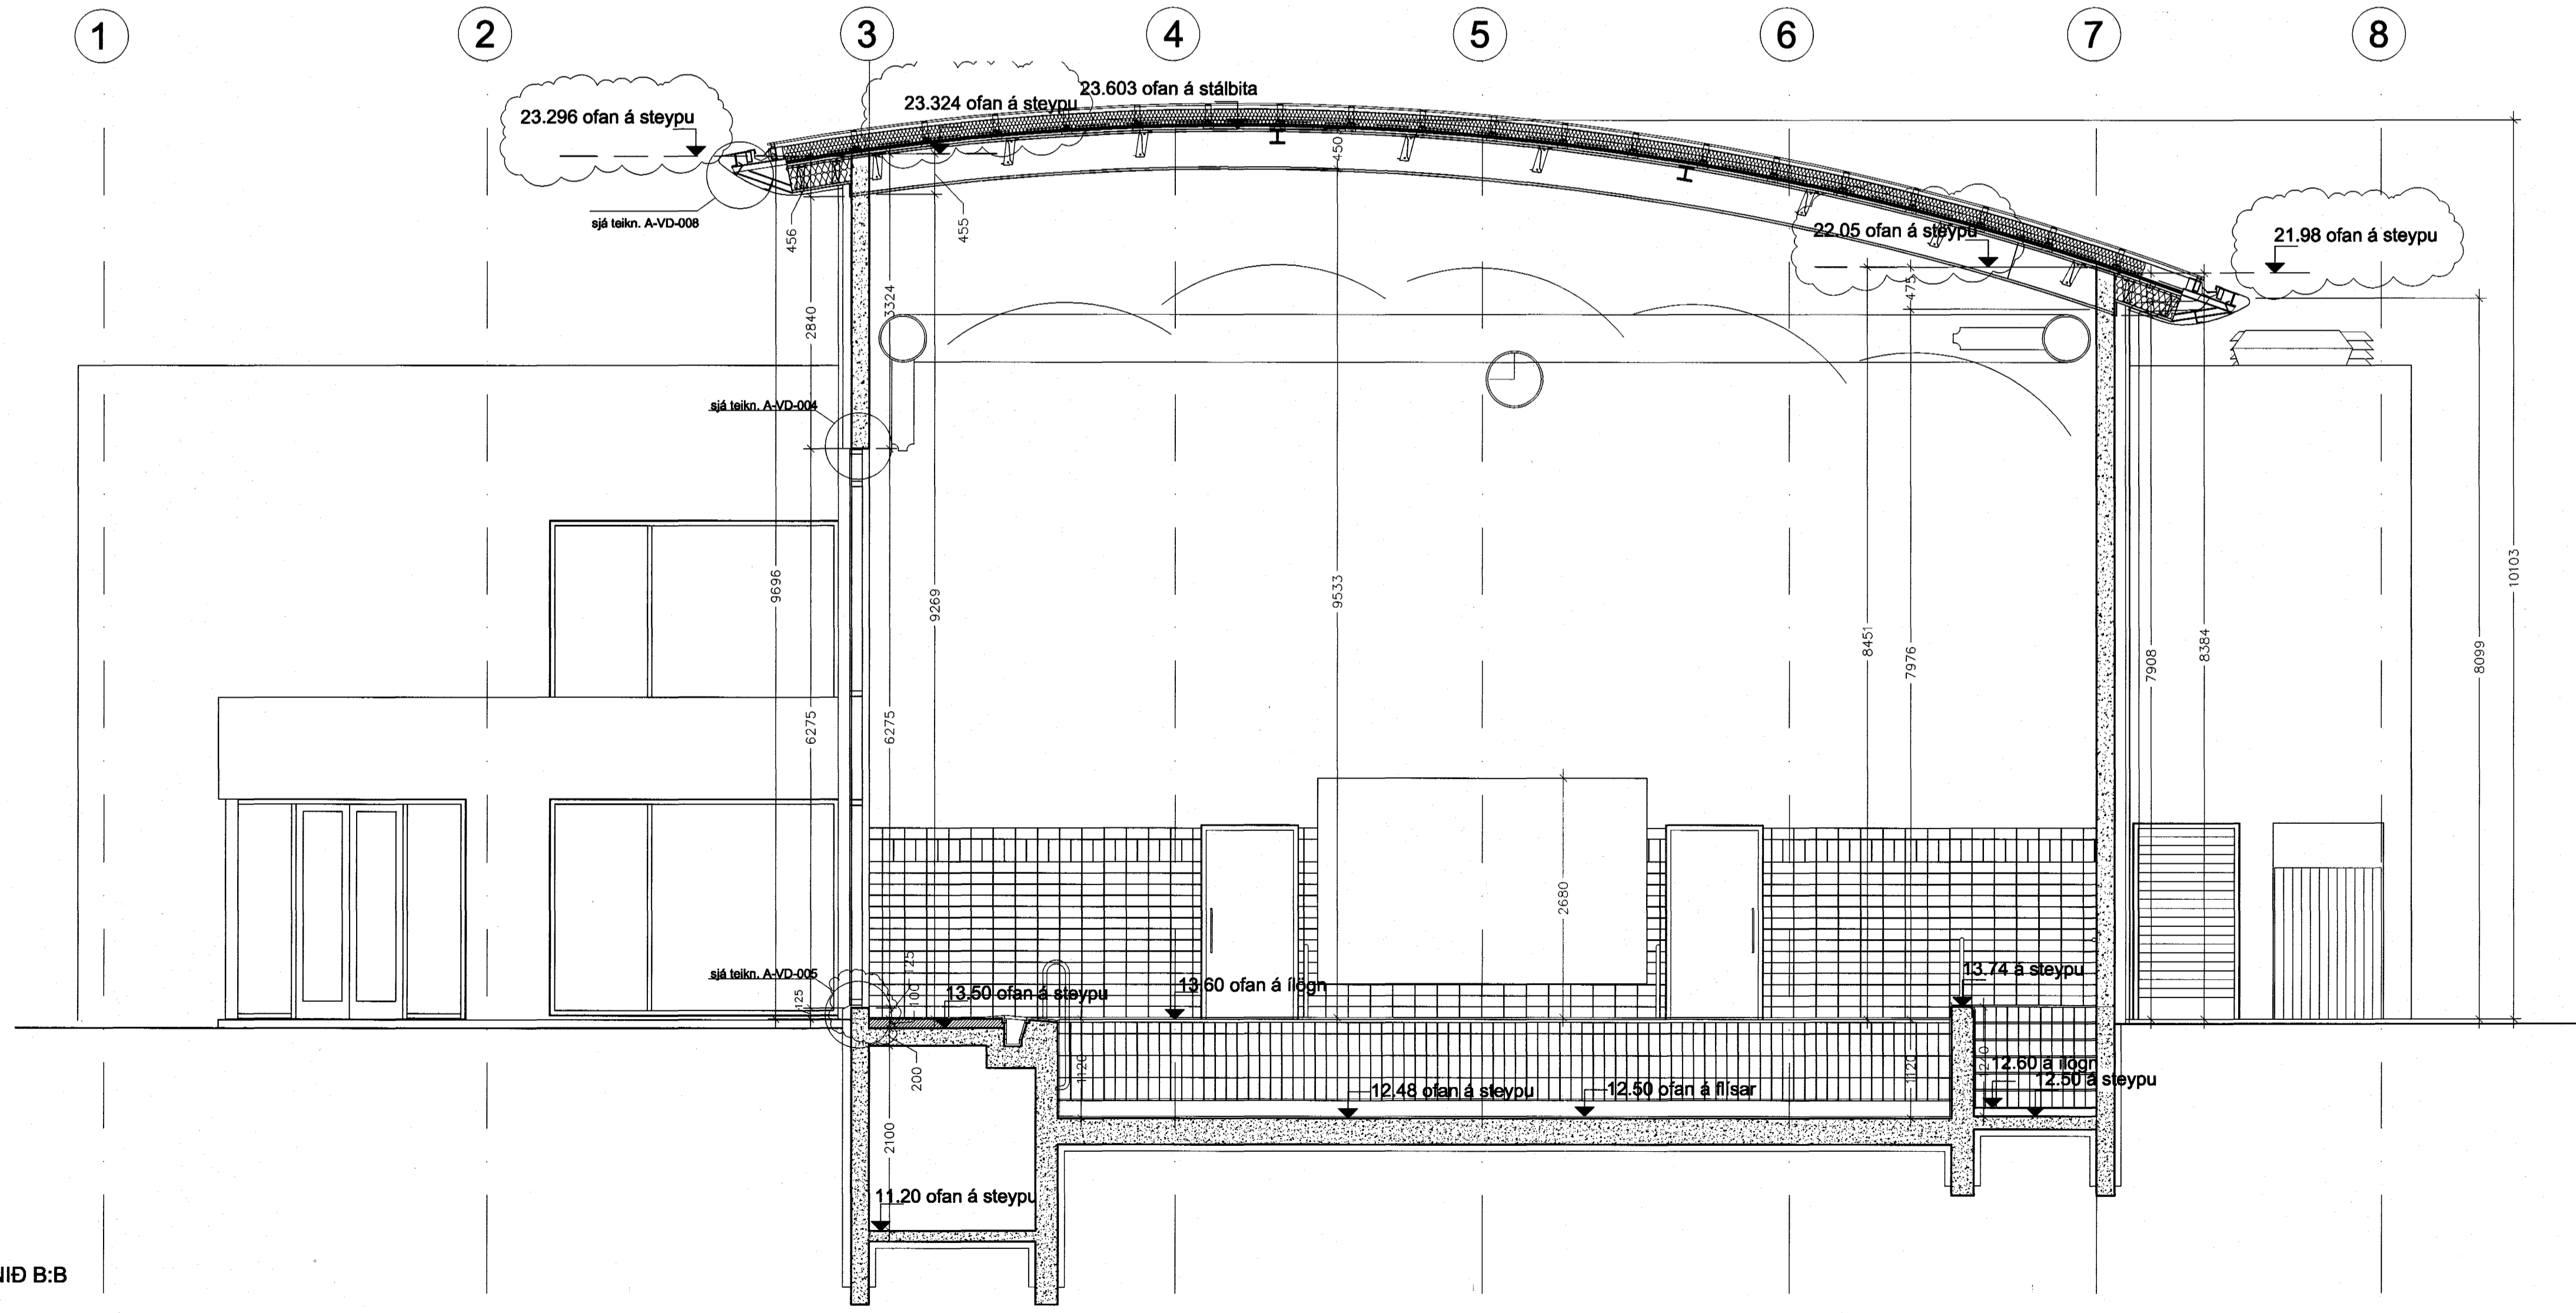 1 2 3 4 5 6 7 8
23.296 ofan á steypu
23.324 ofan á steypu
23.603 ofan á stálbita
sjá teikn. A-VD-008
456
455
450
22.05 ofan á steypu
21.98 ofan á steypu
475
2840
3324
sjá teikn. A-VD-004
9696
9269
9533
8451
7976
7908
8384
8099
10103
6275
6275
2680
sjá teikn. A-VD-005
125
125
100
13.50 ofan á steypu
13.60 ofan á ílögn
13.74 á steypu
200
1120
1120
1240
12.48 ofan á steypu
12.50 ofan á flísar
12.60 á ílögn
12.50 á steypu
2100
11.20 ofan á steypu
NIÐ B:B